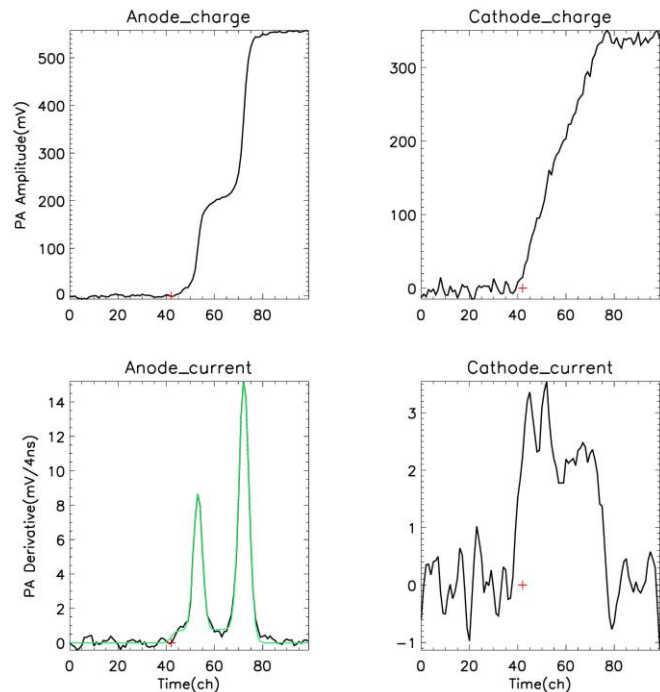 Anode_charge
PA Amplitude(mV)
500
400
300
200
100
0
0 20 40 60 80
Cathode_charge
300
200
100
0
0 20 40 60 80
Anode_current
PA Derivative(mV/4ns)
14
12
10
8
6
4
2
0
0 20 40 60 80
Time(ch)
Cathode_current
3
2
1
0
-1
0 20 40 60 80
Time(ch)